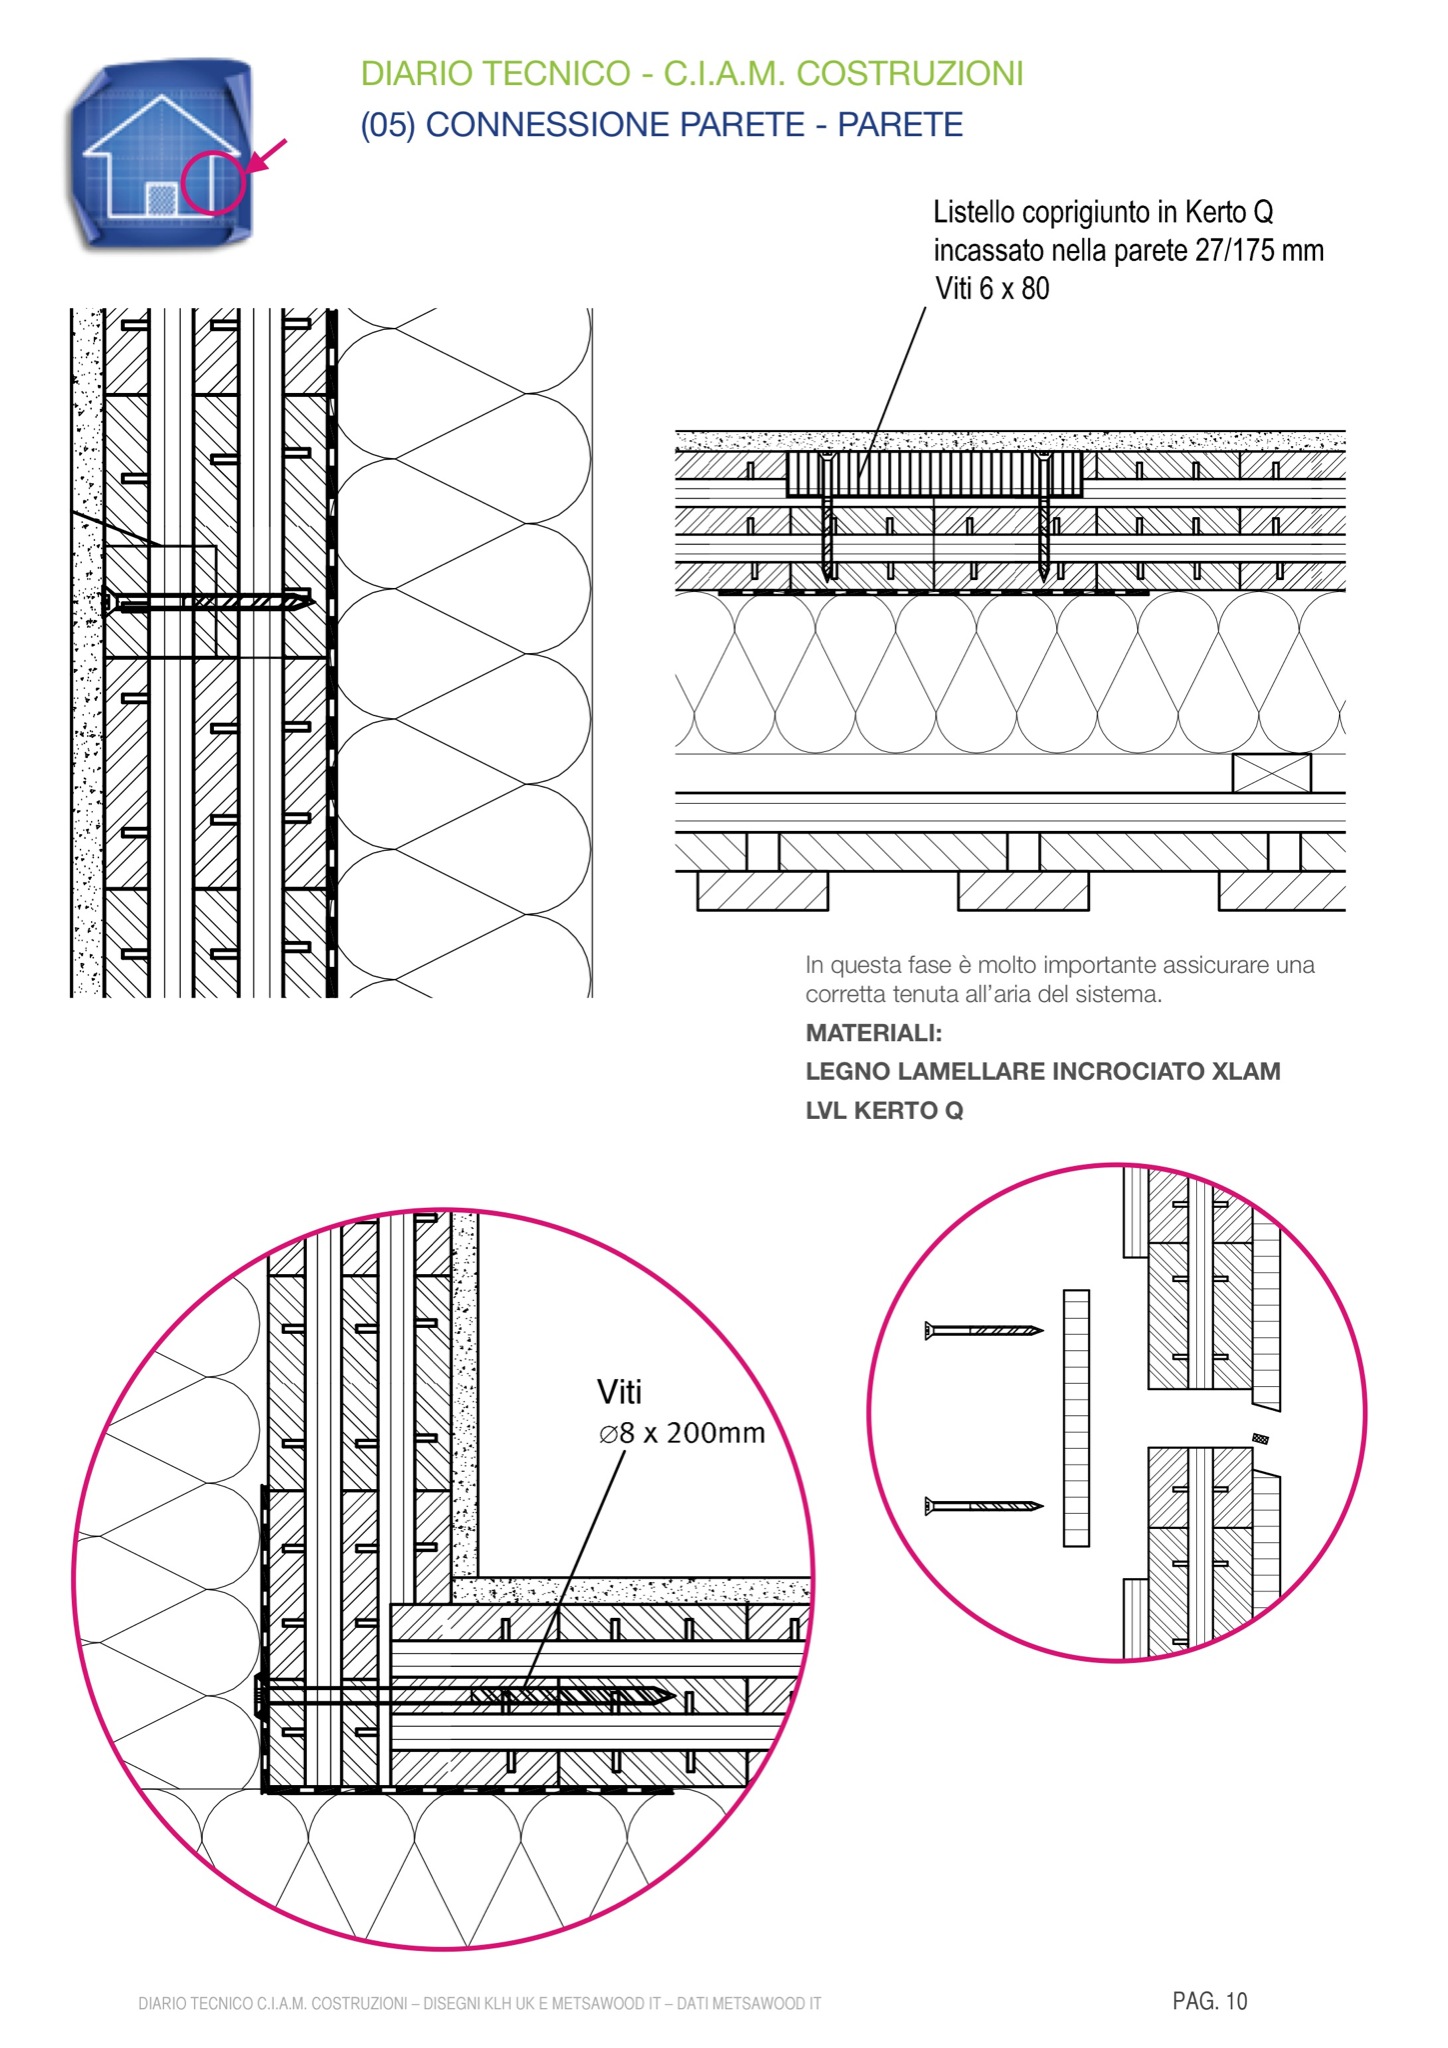 DIARIO TECNICO - C.I.A.M. COSTRUZIONI
(05) CONNESSIONE PARETE - PARETE
Listello coprigiunto in Kerto Q
incassato nella parete 27/175 mm
Viti 6 x 80
In questa fase è molto importante assicurare una
corretta tenuta all’aria del sistema.
MATERIALI:
LEGNO LAMELLARE INCROCIATO XLAM
LVL KERTO Q
Viti
⌀8 x 200mm
DIARIO TECNICO C.I.A.M. COSTRUZIONI – DISEGNI KLH UK E METSAWOOD IT – DATI METSAWOOD IT
PAG. 10